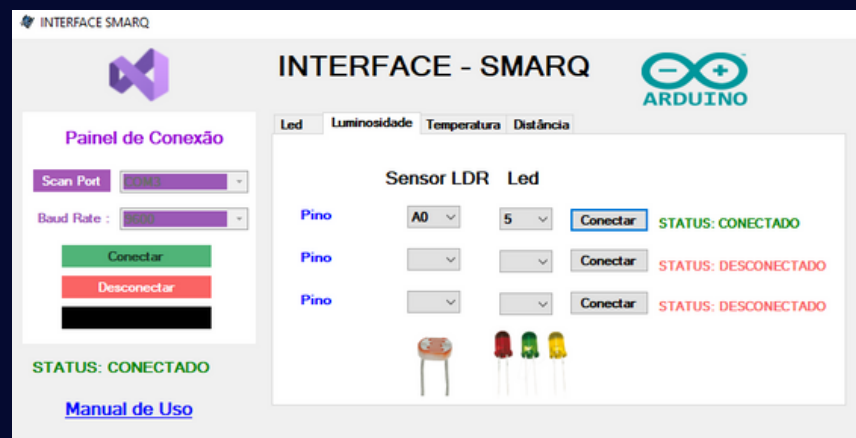 INTERFACE SMARQ
INTERFACE - SMARQ
ARDUINO
Painel de Conexão
Scan Port COM3
Baud Rate : 9600
Conectar
Desconectar
STATUS: CONECTADO
Manual de Uso
Led Luminosidade Temperatura Distância
Sensor LDR Led
Pino A0 5 Conectar STATUS: CONECTADO
Pino Conectar STATUS: DESCONECTADO
Pino Conectar STATUS: DESCONECTADO